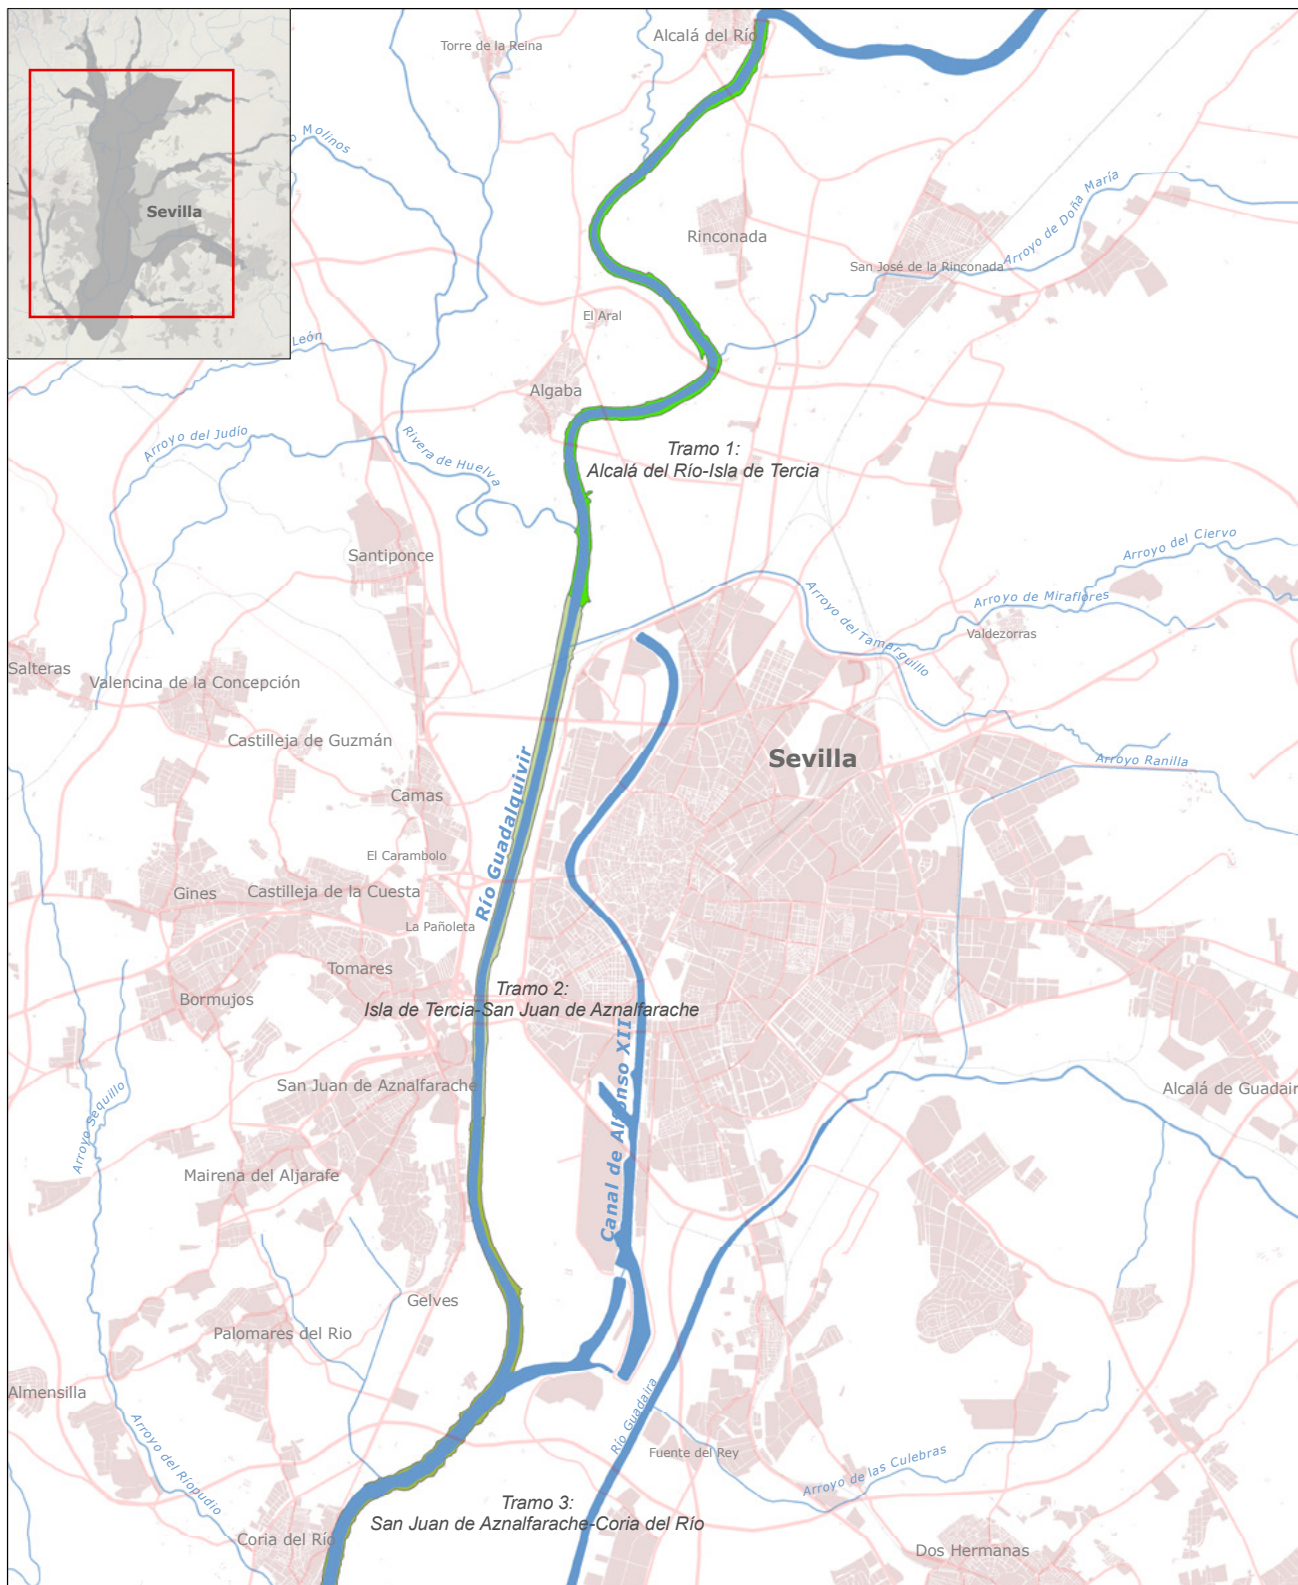 Alcalá del Río
Torre de la Reina
Molinos
Sevilla
Arroyo de Doña María
Rinconada
San José de la Rinconada
El Aral
León
Algaba
Arroyo del Judío
Rivera de Huelva
Tramo 1:
Alcalá del Río-Isla de Tercia
Santiponce
Arroyo del Ciervo
Arroyo de Miraflores
Arroyo del Tamarguillo
Valdezorras
Salteras
Valencina de la Concepción
Castilleja de Guzmán
Sevilla
Arroyo Ranilla
Camas
Río Guadalquivir
El Carambolo
Gines
Castilleja de la Cuesta
La Pañoleta
Tomares
Bormujos
Tramo 2:
Isla de Tercia-San Juan de Aznalfarache
Canal de Alfonso XII
San Juan de Aznalfarache
Alcalá de Guadair
Arroyo Sequillo
Mairena del Aljarafe
Gelves
Palomares del Rio
Almensilla
Río Guadaira
Arroyo del Ríopudio
Fuente del Rey
Arroyo de las Culebras
Tramo 3:
San Juan de Aznalfarache-Coria del Río
Coria del Río
Dos Hermanas